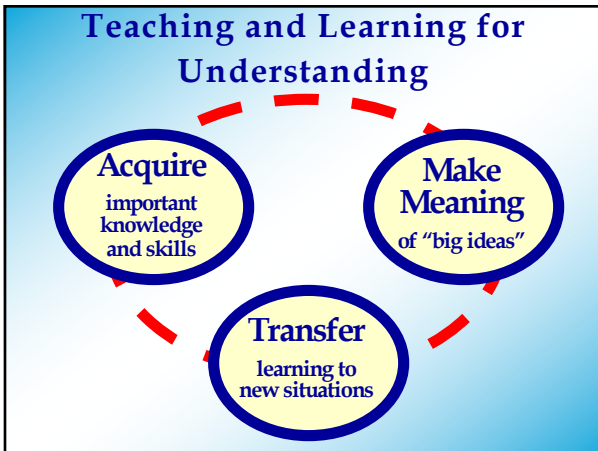 Teaching and Learning for
Understanding
Acquire
important
knowledge
and skills
Make
Meaning
of “big ideas”
Transfer
learning to
new situations